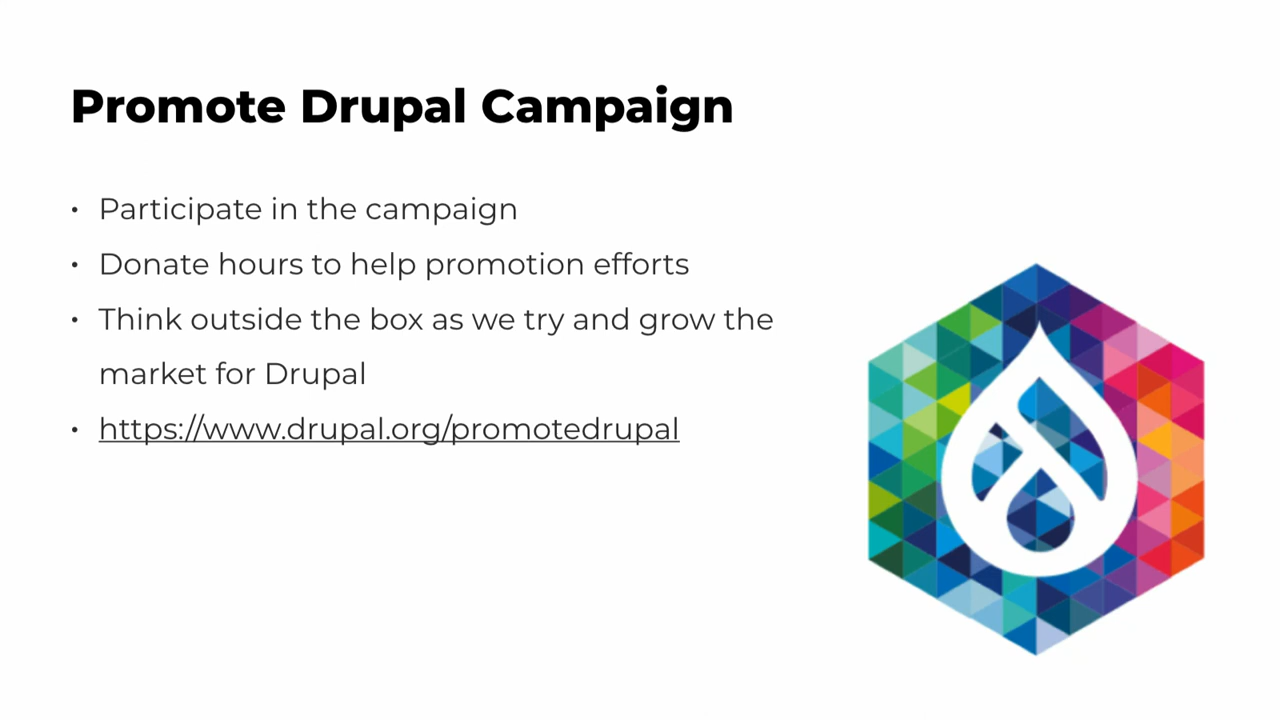 Promote Drupal Campaign
• Participate in the campaign
• Donate hours to help promotion efforts
• Think outside the box as we try and grow the
market for Drupal
• https://www.drupal.org/promotedrupal